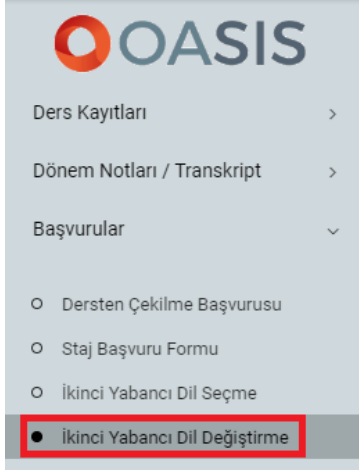 OASIS
Ders Kayıtları
Dönem Notları / Transkript
Başvurular
Dersten Çekilme Başvurusu
Staj Başvuru Formu
İkinci Yabancı Dil Seçme
İkinci Yabancı Dil Değiştirme